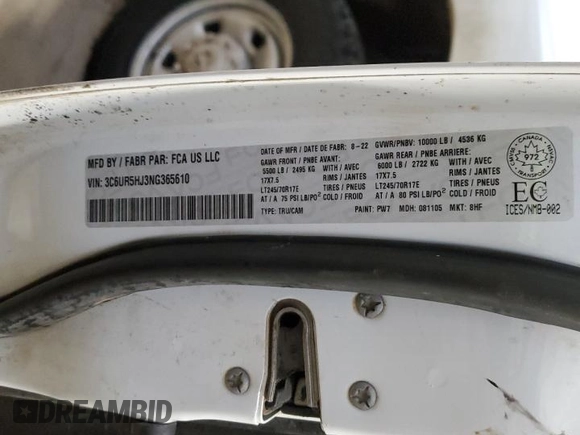 MFD BY / FABR PAR: FCA US LLC
VIN: 3C6UR5HJ3NG365610
DATE OF MFR / DATE DE FABR: 8-22
GVWR/PNBV: 10000 LB / 4536 KG
GAWR FRONT / PNBE AVANT
5500 LB / 2495 KG
WITH TIRES / AVEC PNEUS
RIMS / JANTES
17X7.5
LT245/70R17E
AT / A 75 PSI LB/PO² COLD / FROID
TYPE: TRU/CAM
GAWR REAR / PNBE ARRIERE
6000 LB / 2722 KG
WITH TIRES / AVEC PNEUS
RIMS / JANTES
17X7.5
LT245/70R17E
AT / A 80 PSI LB/PO² COLD / FROID
PAINT: PW7 MDH: 081105 MKT: 8HF
CANADA
972
TRANSPORT
EC
ICES/NMB-002
DREAMBID